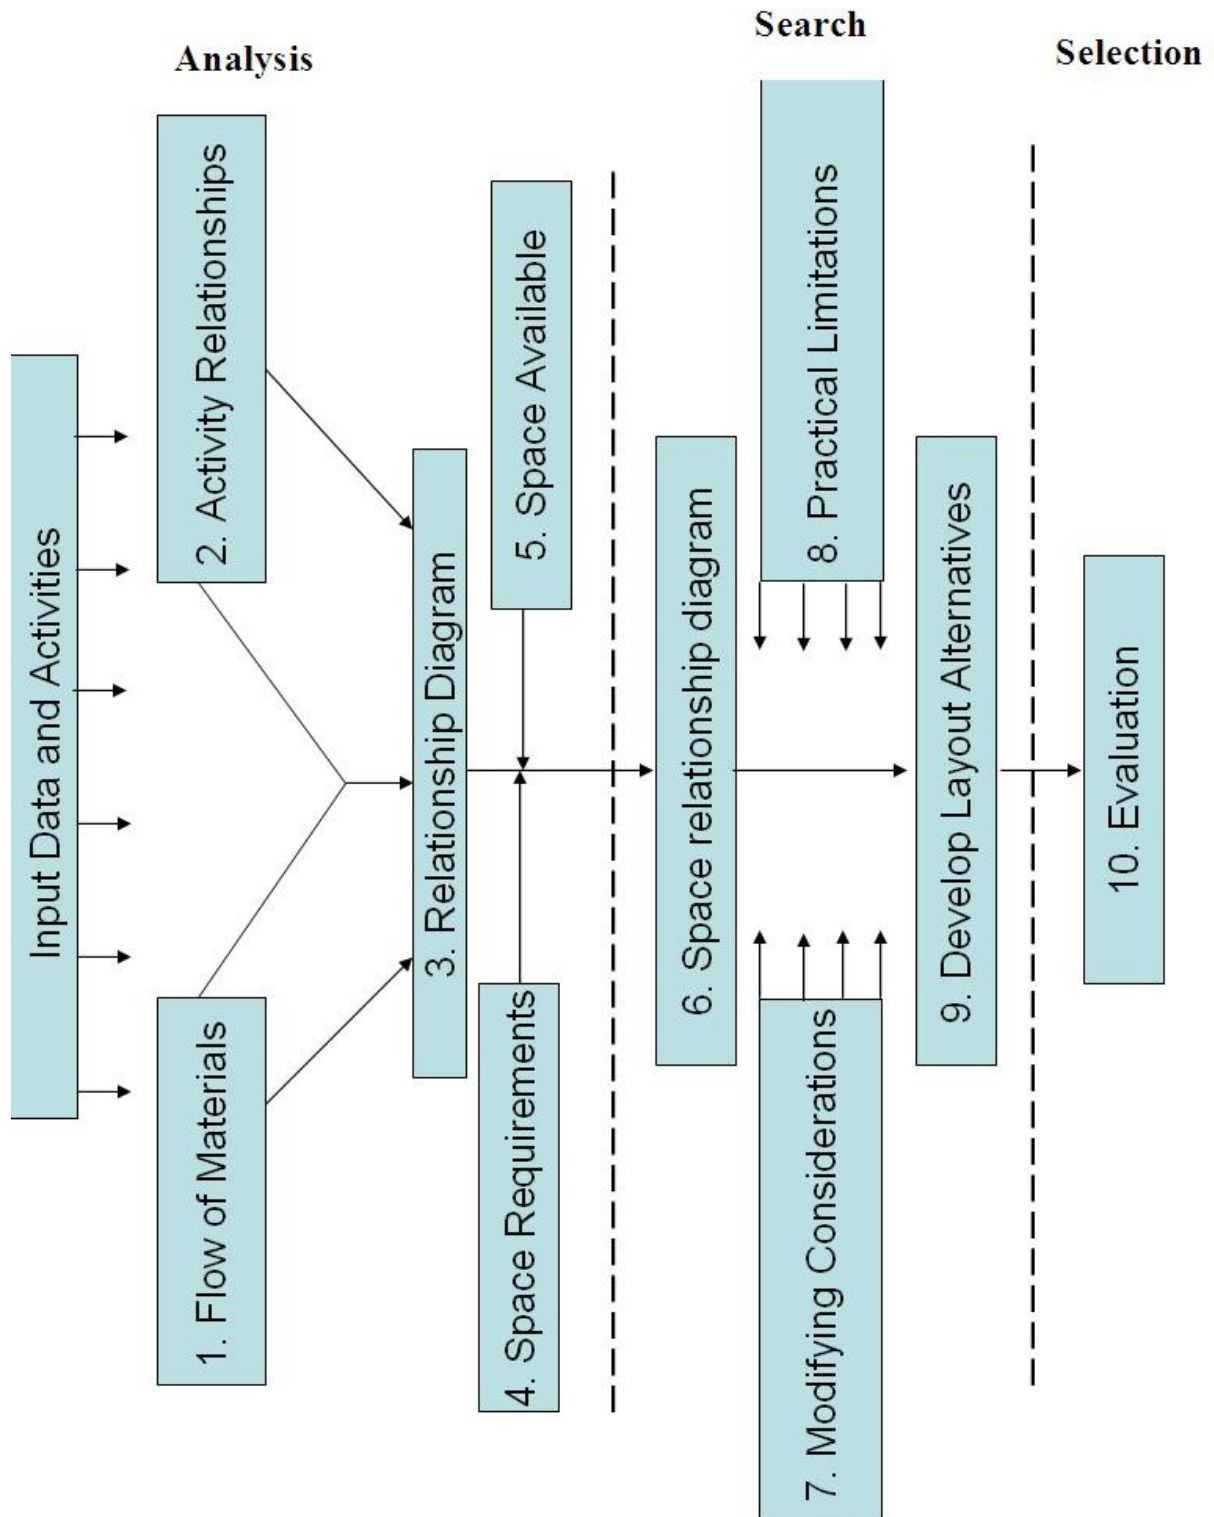 Analysis
Search
Selection
Input Data and Activities
1. Flow of Materials
2. Activity Relationships
3. Relationship Diagram
4. Space Requirements
5. Space Available
6. Space relationship diagram
7. Modifying Considerations
8. Practical Limitations
9. Develop Layout Alternatives
10. Evaluation